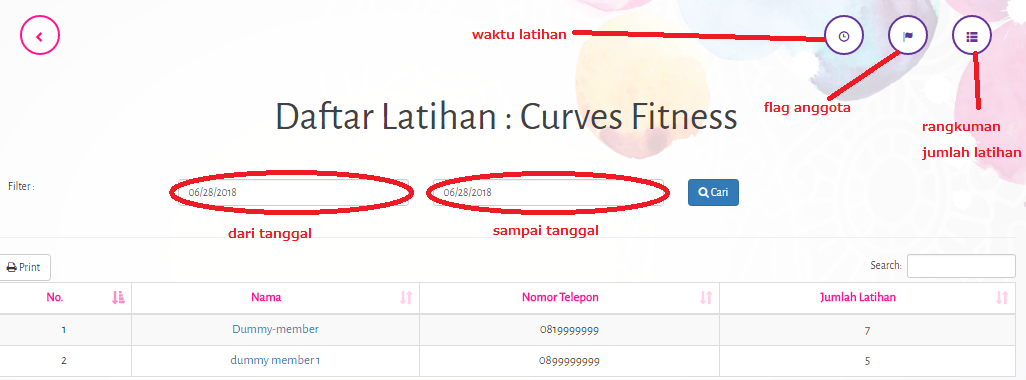 waktu latihan
flag anggota
rangkuman
jumlah latihan
Daftar Latihan : Curves Fitness
Filter :
06/28/2018
06/28/2018
Cari
dari tanggal
sampai tanggal
Print
Search:
No. Nama Nomor Telepon Jumlah Latihan
1 Dummy-member 0819999999 7
2 dummy member 1 0899999999 5